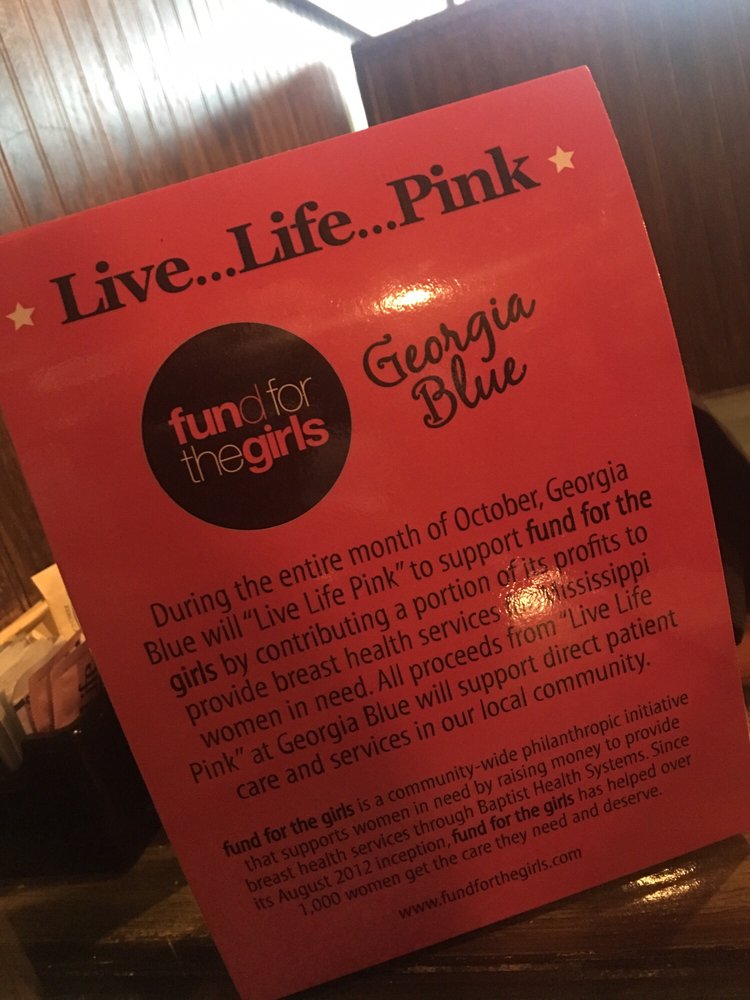 Live...Life...Pink
fund for
thegirls
Georgia
Blue
During the entire month of October, Georgia
Blue will "Live Life Pink" to support fund for the
girls by contributing a portion of its profits to
provide breast health services to Mississippi
women in need. All proceeds from "Live Life
Pink" at Georgia Blue will support direct patient
care and services in our local community.
fund for the girls is a community-wide philanthropic initiative
that supports women in need by raising money to provide
breast health services through Baptist Health Systems. Since
its August 2012 inception, fund for the girls has helped over
1,000 women get the care they need and deserve.
www.fundforthegirls.com